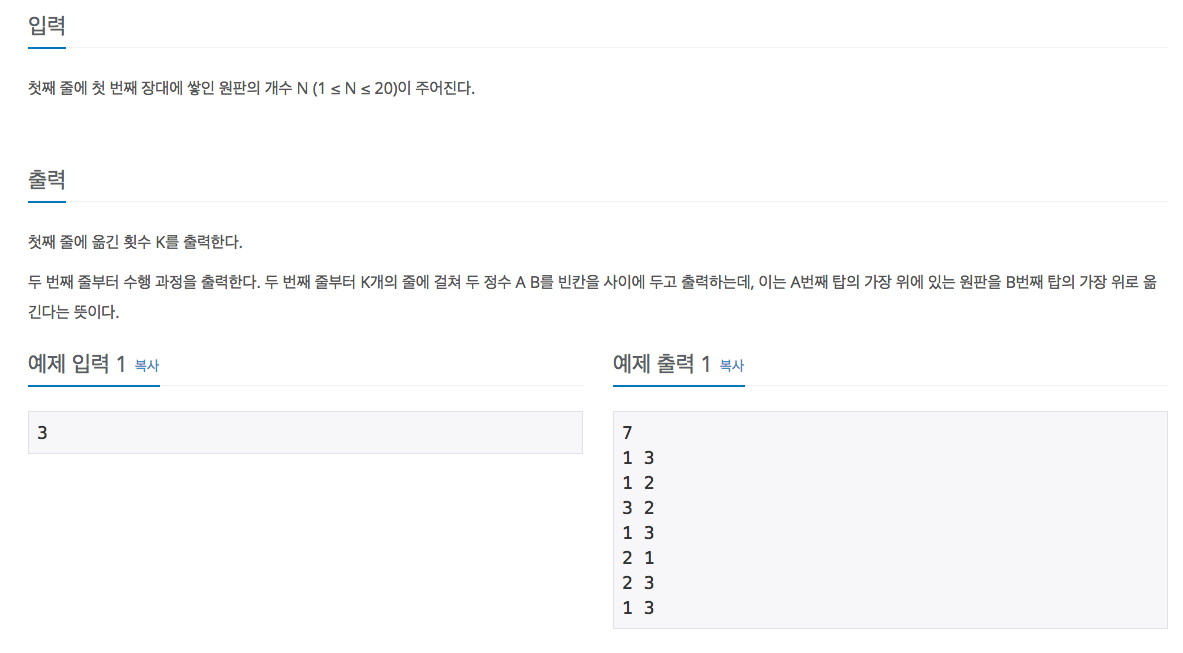 입력
첫째 줄에 첫 번째 장대에 쌓인 원판의 개수 N (1 ≤ N ≤ 20)이 주어진다.
출력
첫째 줄에 옮긴 횟수 K를 출력한다.
두 번째 줄부터 수행 과정을 출력한다. 두 번째 줄부터 K개의 줄에 걸쳐 두 정수 A B를 빈칸을 사이에 두고 출력하는데, 이는 A번째 탑의 가장 위에 있는 원판을 B번째 탑의 가장 위로 옮
긴다는 뜻이다.
예제 입력 1 복사
3
예제 출력 1 복사
7
1 3
1 2
3 2
1 3
2 1
2 3
1 3